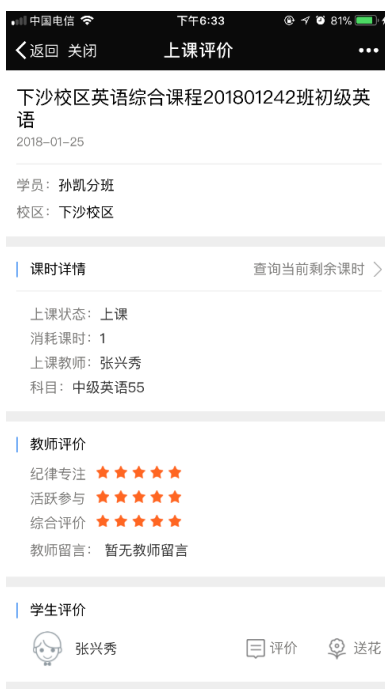 中国电信 下午6:33 81%
返回 关闭 上课评价
下沙校区英语综合课程201801242班初级英
语
2018-01-25
学员：孙凯分班
校区：下沙校区
课时详情 查询当前剩余课时
上课状态：上课
消耗课时：1
上课教师：张兴秀
科目：中级英语55
教师评价
纪律专注
活跃参与
综合评价
教师留言：暂无教师留言
学生评价
张兴秀 评价 送花